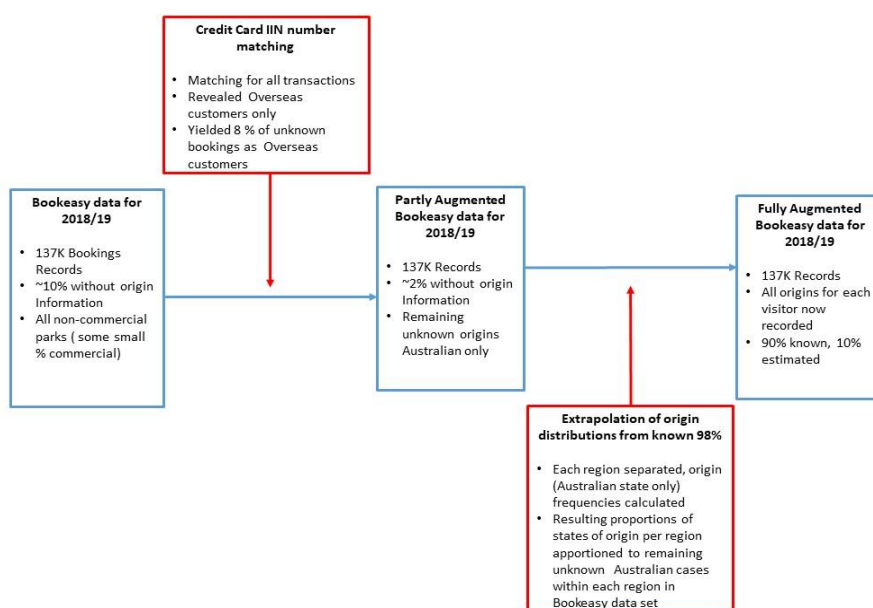 Credit Card IIN number
matching
• Matching for all transactions
• Revealed Overseas
customers only
• Yielded 8 % of unknown
bookings as Overseas
customers
Bookeasy data for
2018/19
• 137K Bookings
Records
• ~10% without origin
Information
• All non-commercial
parks ( some small
% commercial)
Partly Augmented
Bookeasy data for
2018/19
• 137K Records
• ~2% without origin
Information
• Remaining
unknown origins
Australian only
Fully Augmented
Bookeasy data for
2018/19
• 137K Records
• All origins for each
visitor now
recorded
• 90% known, 10%
estimated
Extrapolation of origin
distributions from known 98%
• Each region separated, origin
(Australian state only)
frequencies calculated
• Resulting proportions of
states of origin per region
apportioned to remaining
unknown Australian cases
within each region in
Bookeasy data set